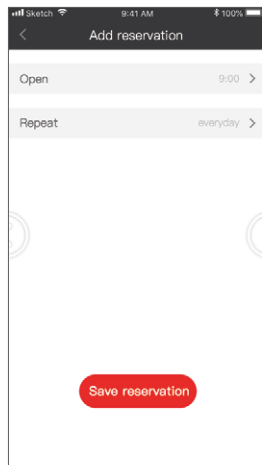 Sketch 9:41 AM 100%
Add reservation
Open 9:00
Repeat everyday
Save reservation